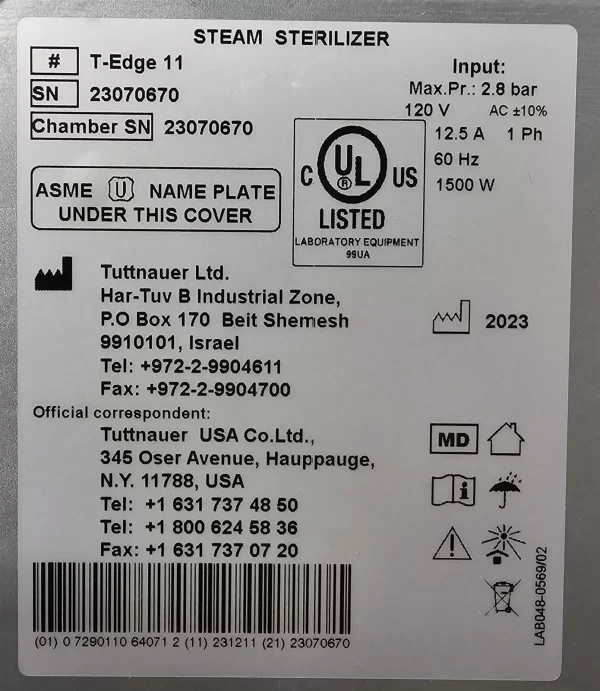 STEAM STERILIZER
# T-Edge 11
SN 23070670
Chamber SN 23070670
Input:
Max.Pr.: 2.8 bar
120 V AC ±10%
12.5 A 1 Ph
60 Hz
1500 W
ASME U NAME PLATE
UNDER THIS COVER
C UL® US
LISTED
LABORATORY EQUIPMENT
99UA
Tuttnauer Ltd.
Har-Tuv B Industrial Zone,
P.O Box 170 Beit Shemesh
9910101, Israel
Tel: +972-2-9904611
Fax: +972-2-9904700
2023
Official correspondent:
Tuttnauer USA Co.Ltd.,
345 Oser Avenue, Hauppauge,
N.Y. 11788, USA
Tel: +1 631 737 48 50
Tel: +1 800 624 58 36
Fax: +1 631 737 07 20
MD
i
(01) 0 7290110 64071 2 (11) 231211 (21) 23070670
LAB048-0569/02